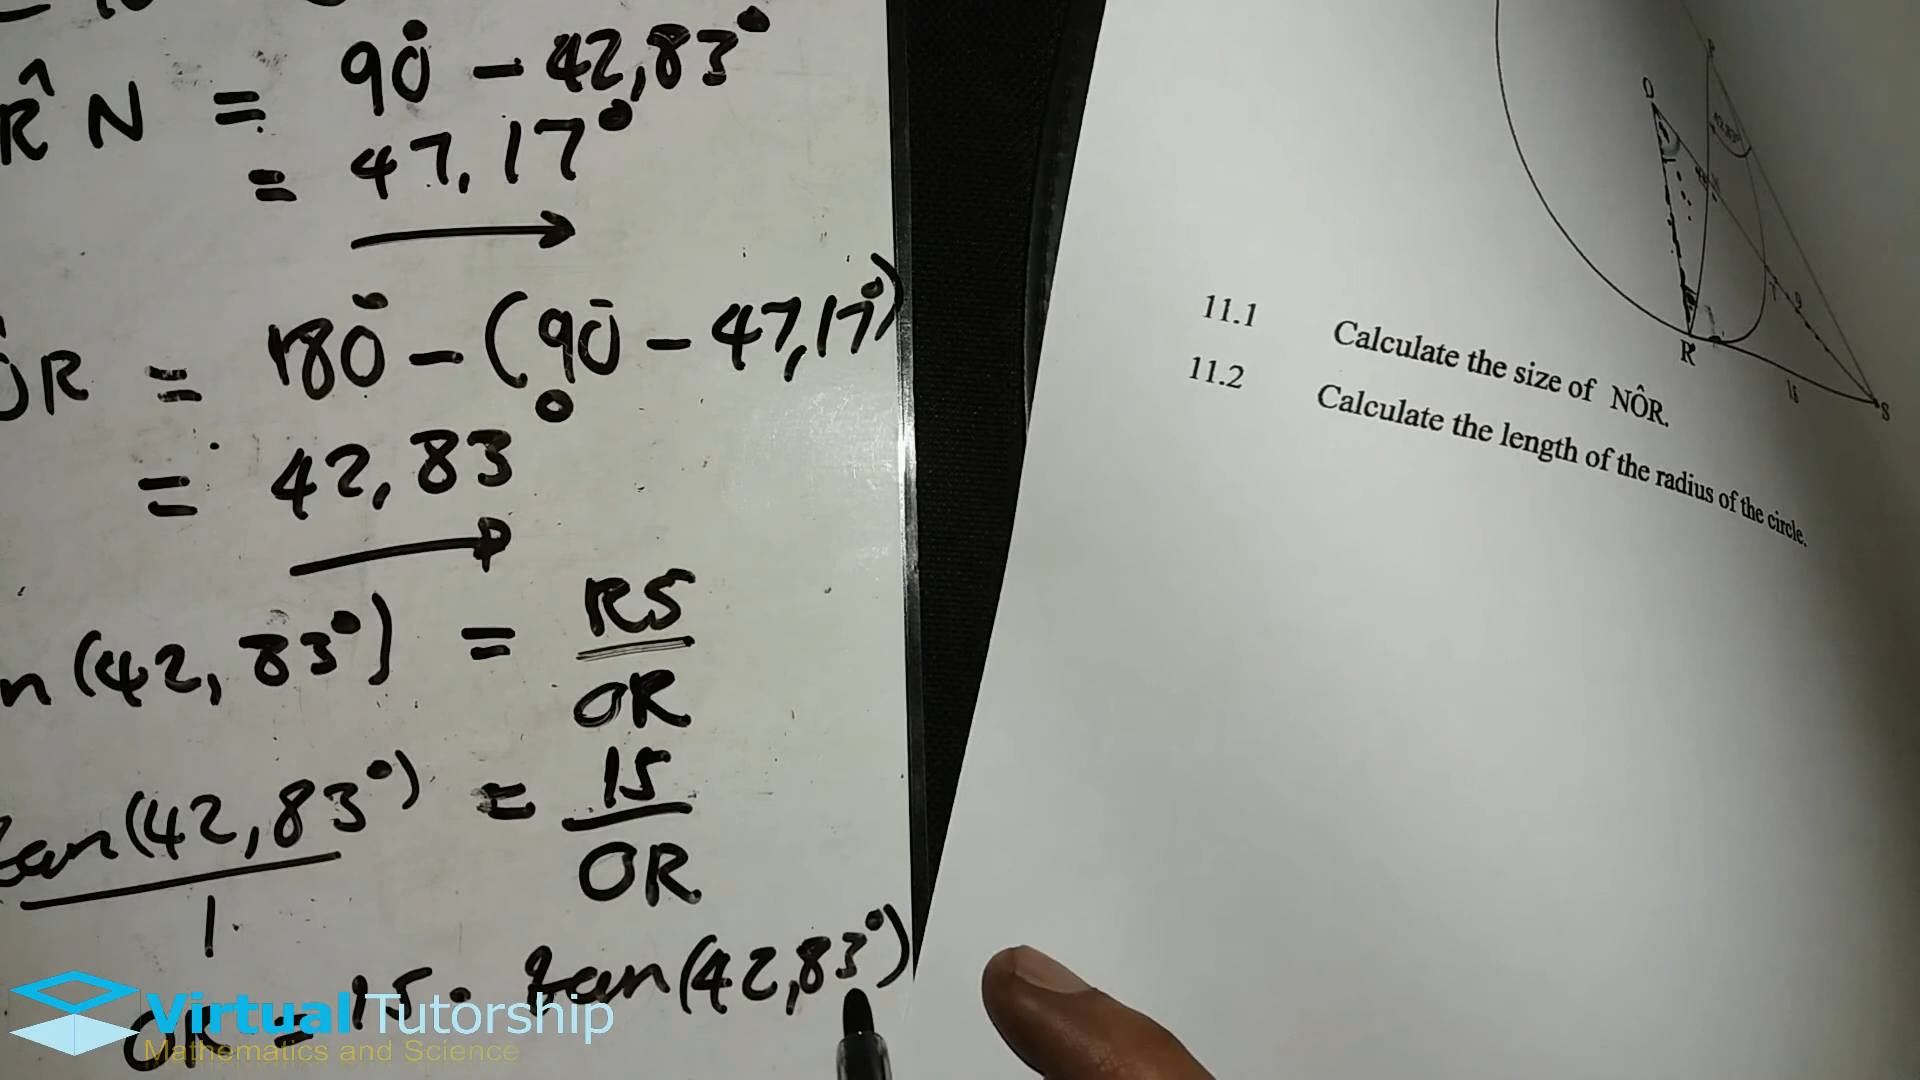 R̂ N = 90° - 42,83°
= 47,17°
ÔR = 180° - (90° - 47,17°)
= 42,83°
n (42,83°) = RS/OR
tan(42,83°)/1 = 15/OR
OR = 15 · tan(42,83°)
Virtual Tutorship
Mathematics and Science
P
O
R
S
11.1 Calculate the size of NÔR.
11.2 Calculate the length of the radius of the circle.